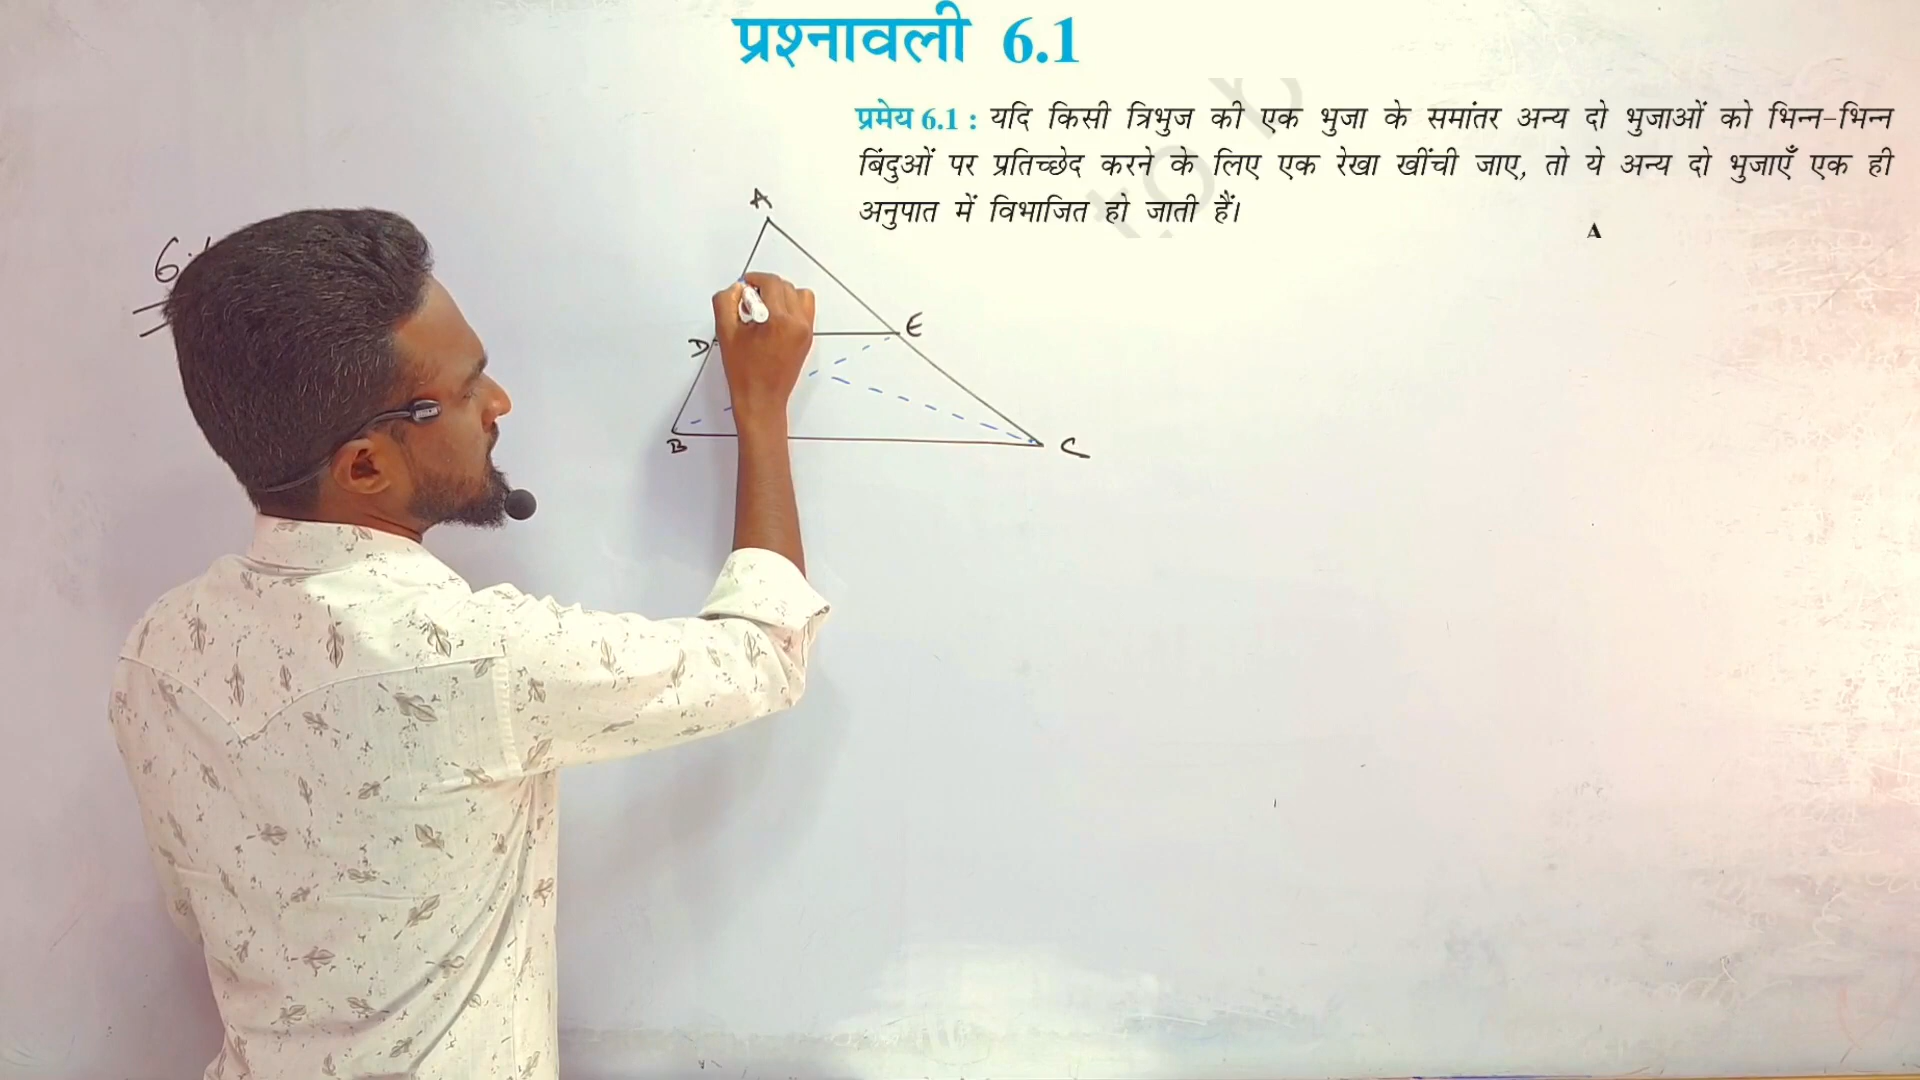 प्रश्नावली 6.1
प्रमेय 6.1 : यदि किसी त्रिभुज की एक भुजा के समांतर अन्य दो भुजाओं को भिन्न-भिन्न
बिंदुओं पर प्रतिच्छेद करने के लिए एक रेखा खींची जाए, तो ये अन्य दो भुजाएँ एक ही
अनुपात में विभाजित हो जाती हैं।
A
A
6.
E
D
B
C